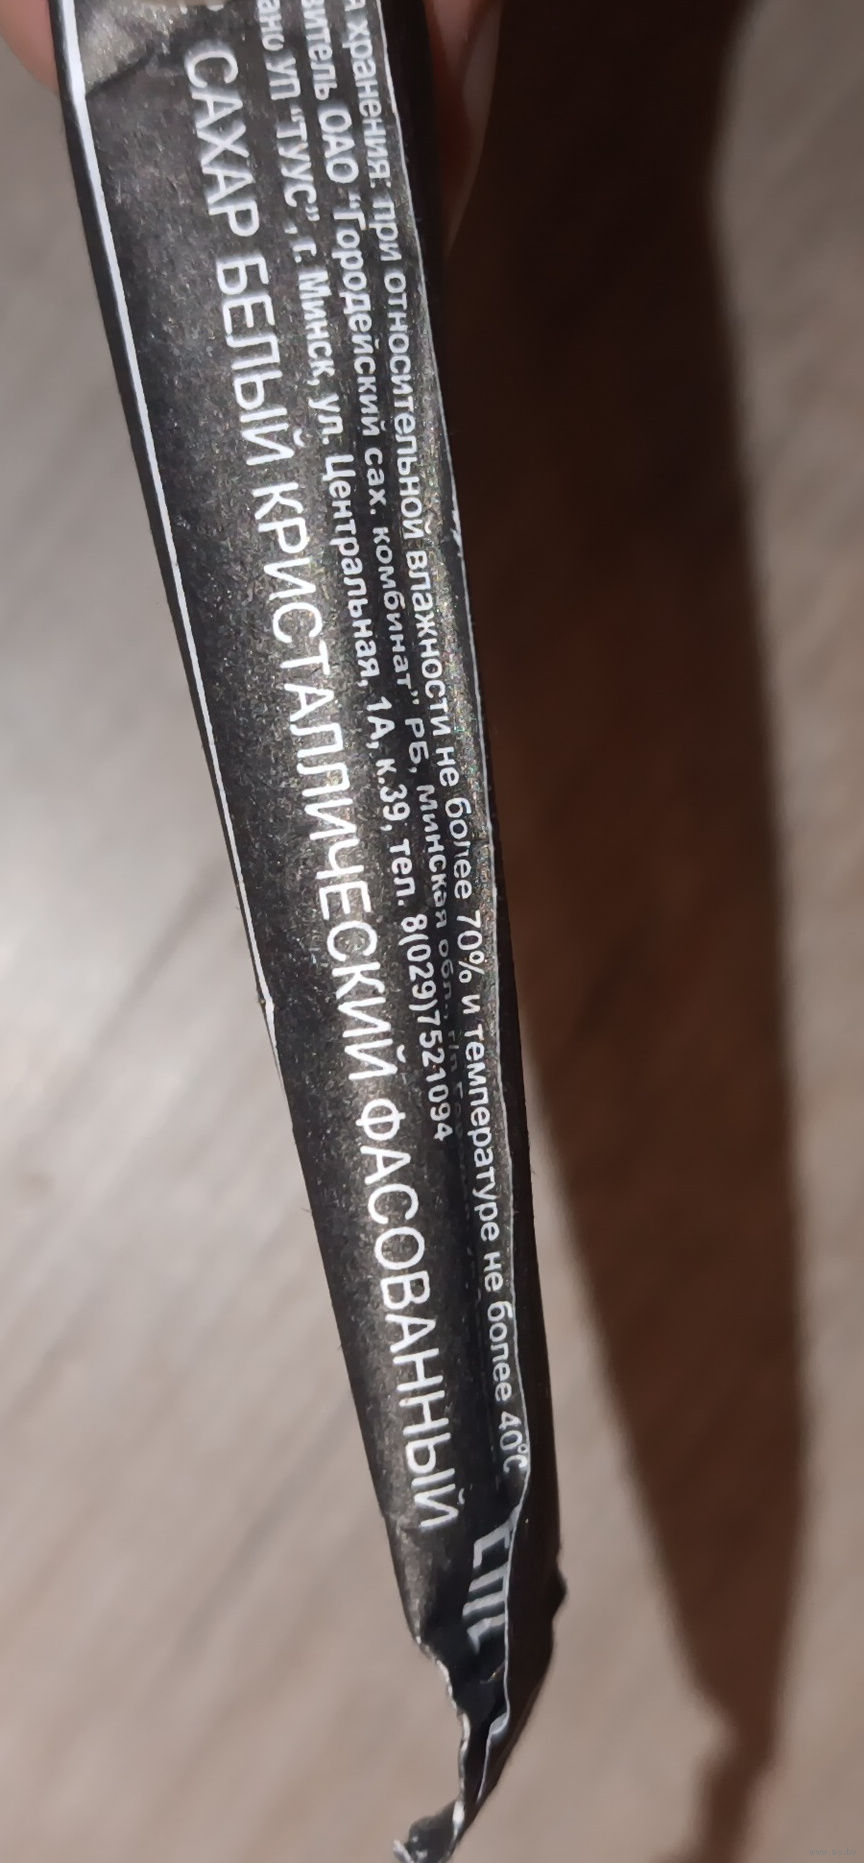 хранения: при относительной влажности не более 70% и температуре не более 40°С
ОАО "Городейский сах. комбинат" РБ, Минская обл.,
УП "ТУУС", г. Минск, ул. Центральная, 1А, к.39, тел. 8(029)7521094
САХАР БЕЛЫЙ КРИСТАЛЛИЧЕСКИЙ ФАСОВАННЫЙ